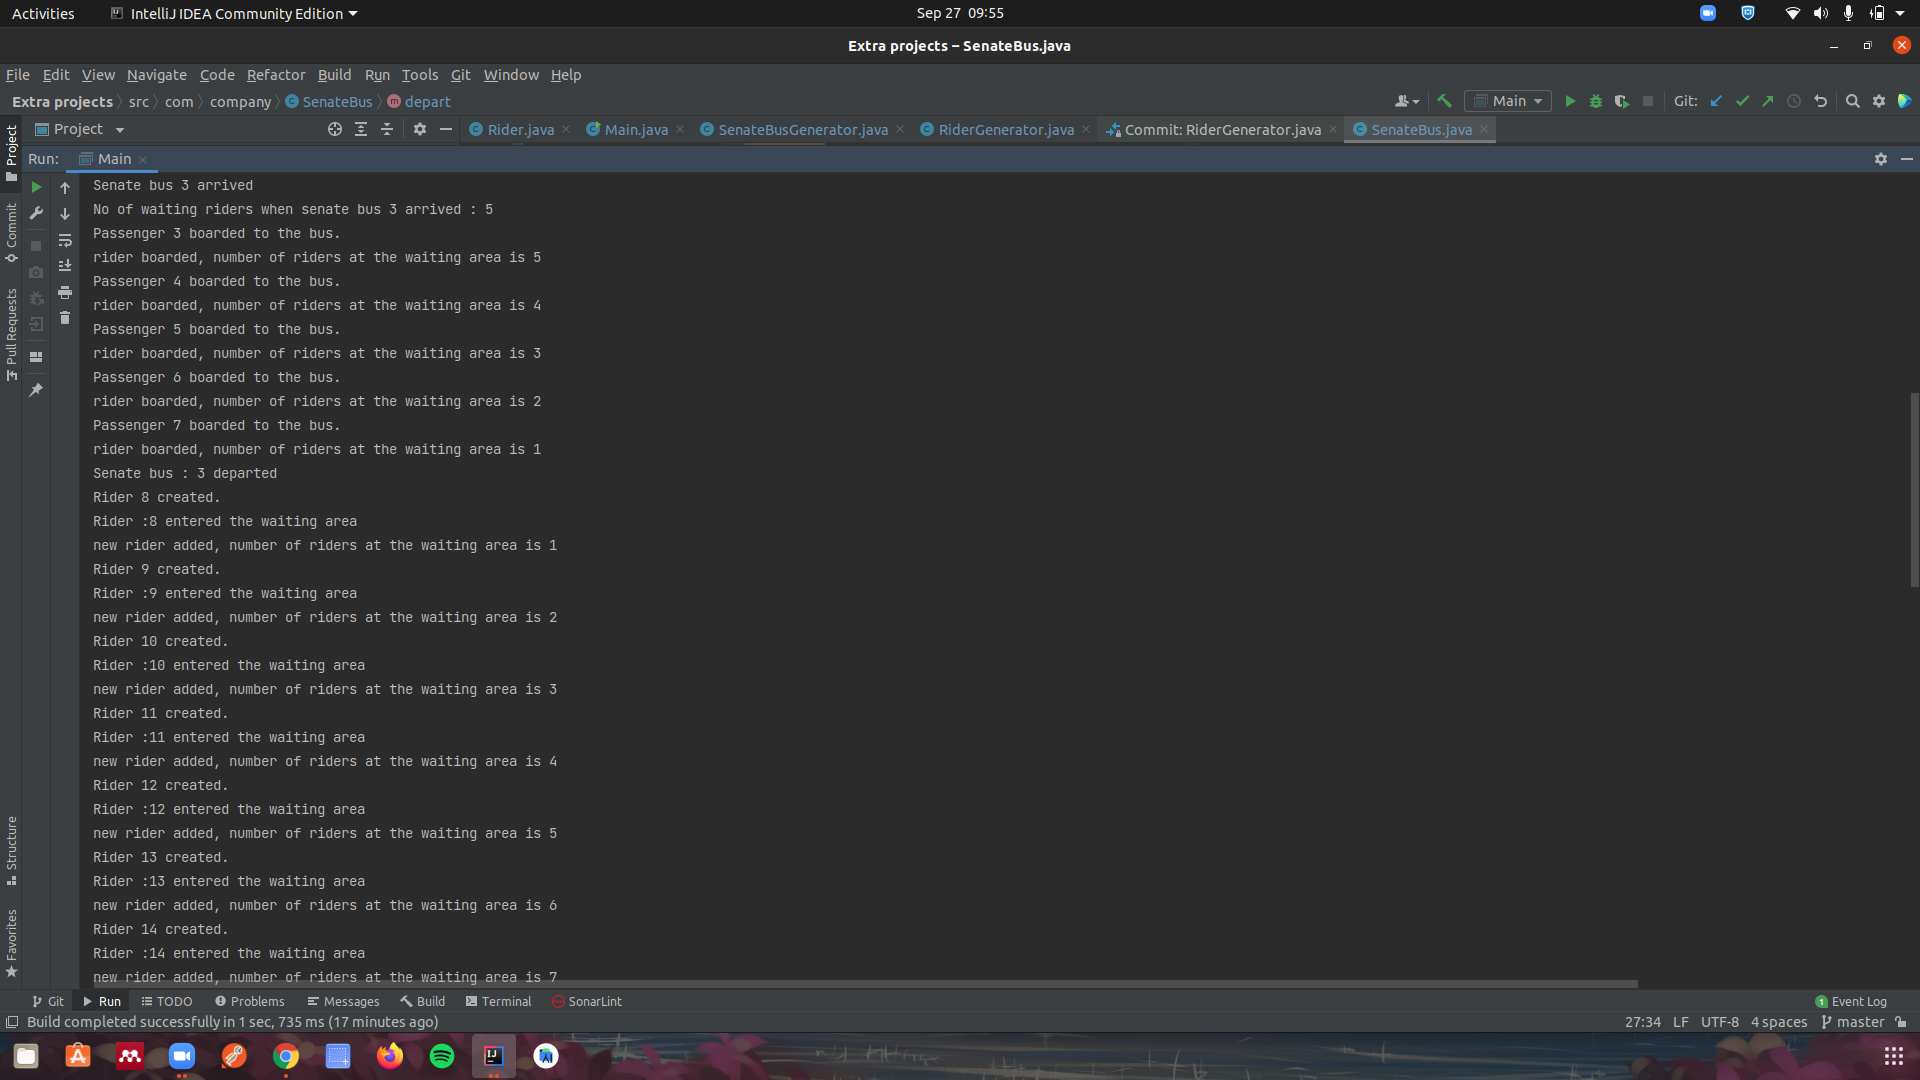 Activities IntelliJ IDEA Community Edition Sep 27 09:55
Extra projects – SenateBus.java
File Edit View Navigate Code Refactor Build Run Tools Git Window Help
Extra projects src com company SenateBus depart Main Git:
Project Rider.java Main.java SenateBusGenerator.java RiderGenerator.java Commit: RiderGenerator.java SenateBus.java
Run: Main
Senate bus 3 arrived
No of waiting riders when senate bus 3 arrived : 5
Passenger 3 boarded to the bus.
rider boarded, number of riders at the waiting area is 5
Passenger 4 boarded to the bus.
rider boarded, number of riders at the waiting area is 4
Passenger 5 boarded to the bus.
rider boarded, number of riders at the waiting area is 3
Passenger 6 boarded to the bus.
rider boarded, number of riders at the waiting area is 2
Passenger 7 boarded to the bus.
rider boarded, number of riders at the waiting area is 1
Senate bus : 3 departed
Rider 8 created.
Rider :8 entered the waiting area
new rider added, number of riders at the waiting area is 1
Rider 9 created.
Rider :9 entered the waiting area
new rider added, number of riders at the waiting area is 2
Rider 10 created.
Rider :10 entered the waiting area
new rider added, number of riders at the waiting area is 3
Rider 11 created.
Rider :11 entered the waiting area
new rider added, number of riders at the waiting area is 4
Rider 12 created.
Rider :12 entered the waiting area
new rider added, number of riders at the waiting area is 5
Rider 13 created.
Rider :13 entered the waiting area
new rider added, number of riders at the waiting area is 6
Rider 14 created.
Rider :14 entered the waiting area
new rider added, number of riders at the waiting area is 7
Project
Commit
Pull Requests
Structure
Favorites
Git Run TODO Problems Messages Build Terminal SonarLint 1 Event Log
Build completed successfully in 1 sec, 735 ms (17 minutes ago) 27:34 LF UTF-8 4 spaces master